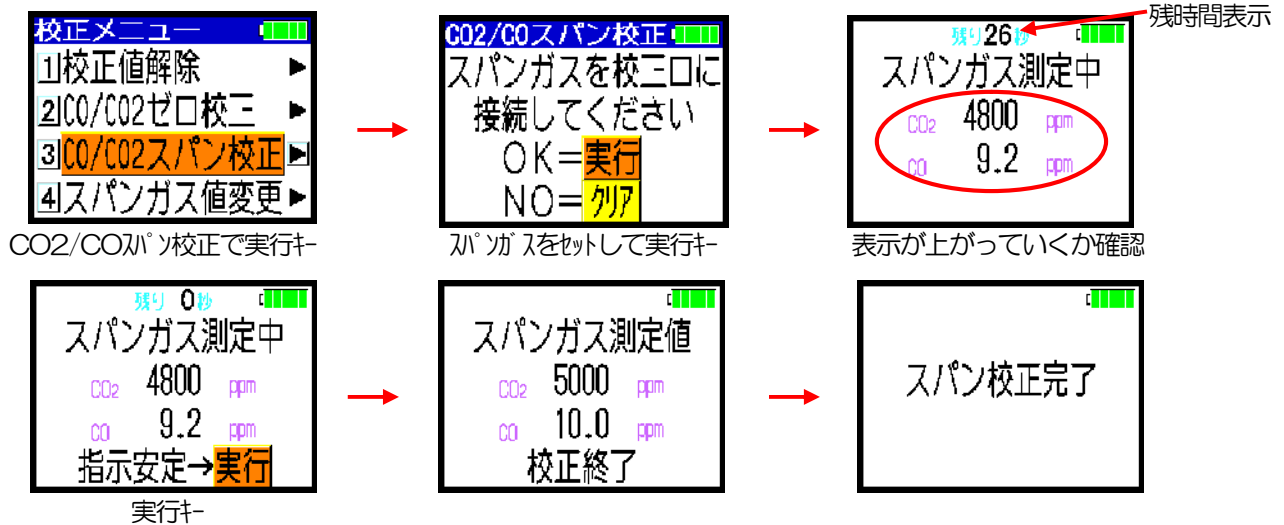 校正メニュー
1校正値解除 ▶
2CO/CO2ゼロ校三 ▶
3CO/CO2スパン校正 ▶
4スパンガス値変更 ▶
CO2/COスパン校正で実行キー
CO2/COスパン校正
スパンガスを校三口に
接続してください
OK=実行
NO=クリア
スパンガスをセットして実行キー
残時間表示
残り26秒
スパンガス測定中
CO2 4800 ppm
CO 9.2 ppm
表示が上がっていくか確認
残り 0秒
スパンガス測定中
CO2 4800 ppm
CO 9.2 ppm
指示安定→実行
実行キー
スパンガス測定値
CO2 5000 ppm
CO 10.0 ppm
校正終了
スパン校正完了